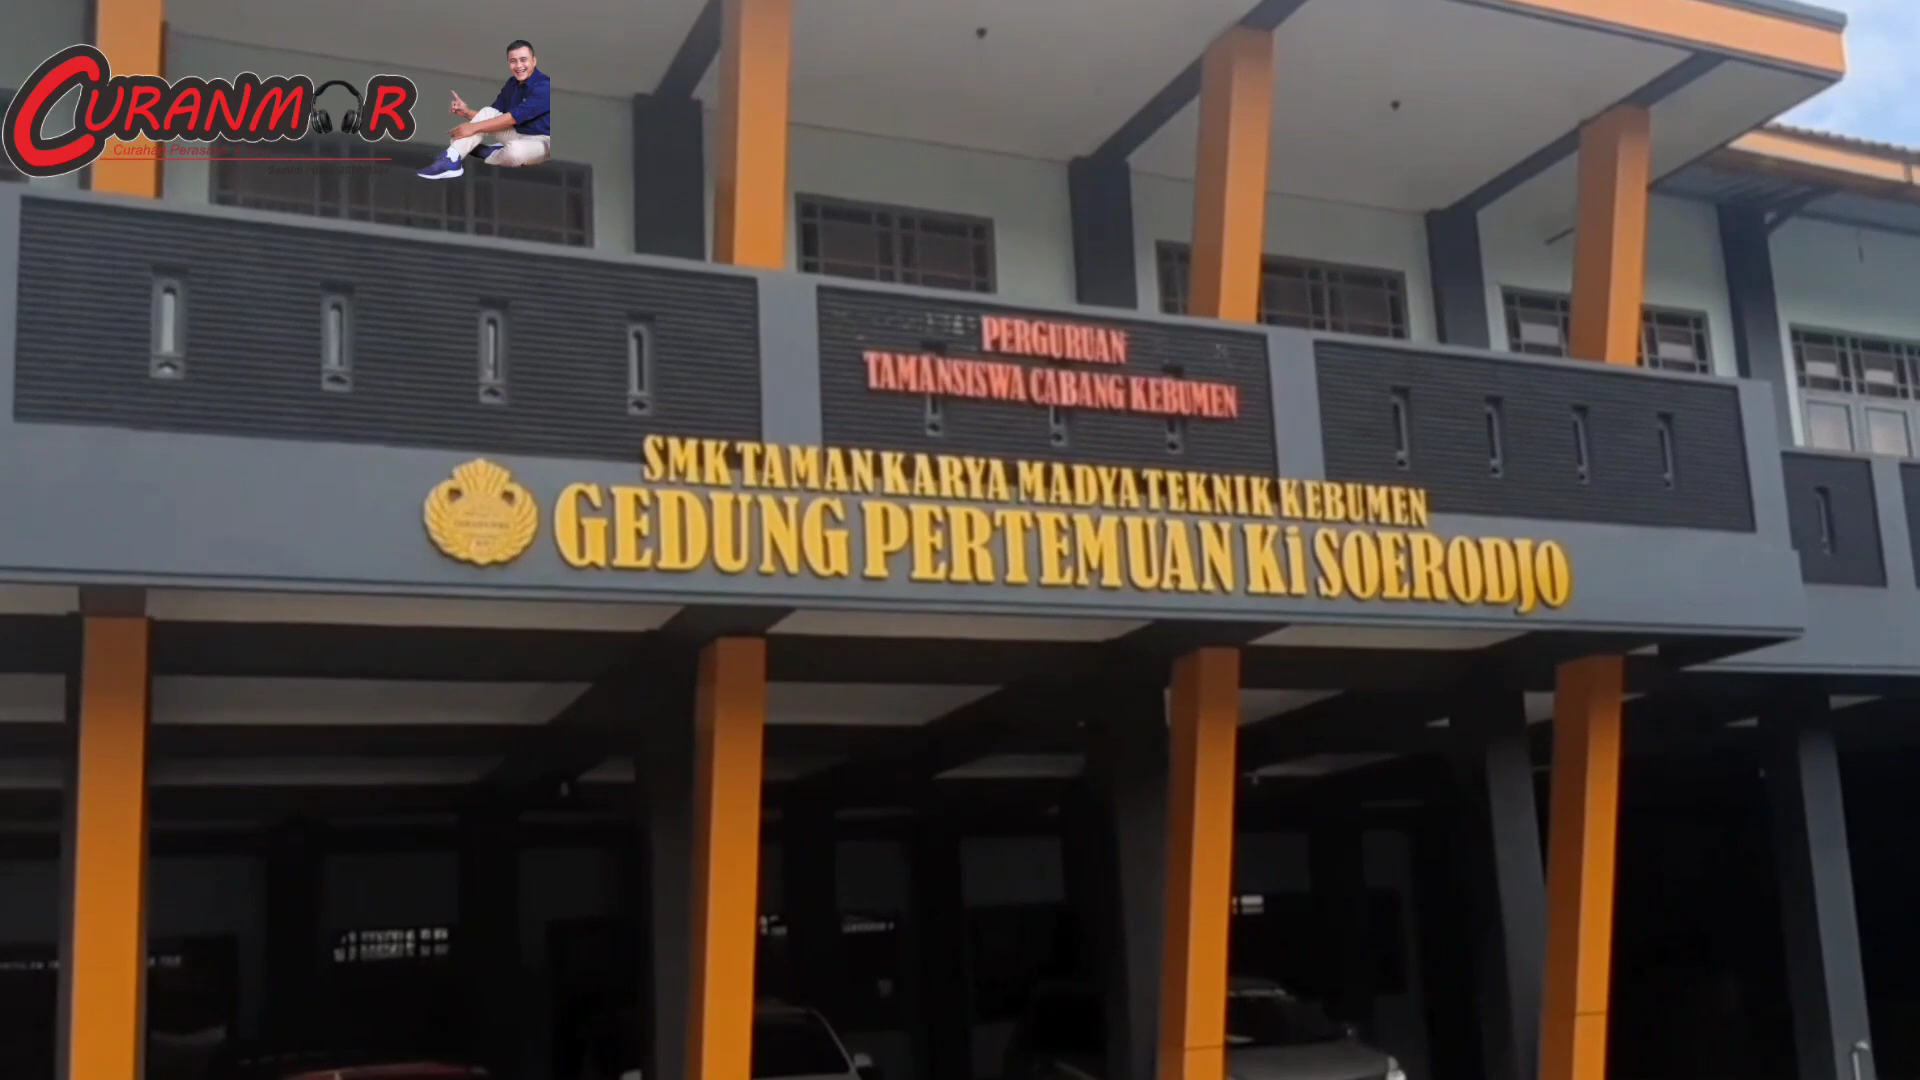 CURANMOR
PERGURUAN
TAMANSISWA CABANG KEBUMEN
SMK TAMAN KARYA MADYA TEKNIK KEBUMEN
GEDUNG PERTEMUAN Ki SOERODJO